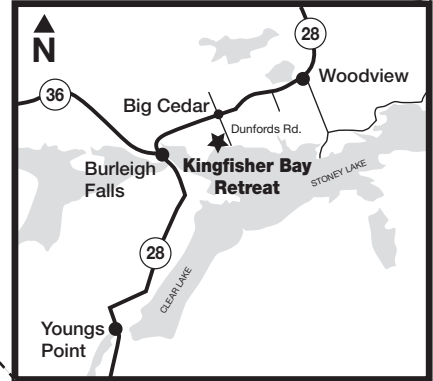 N
28
36
Woodview
Big Cedar
Dunfords Rd.
Burleigh
Falls
Kingfisher Bay
Retreat
STONEY LAKE
28
CLEAR LAKE
Youngs
Point